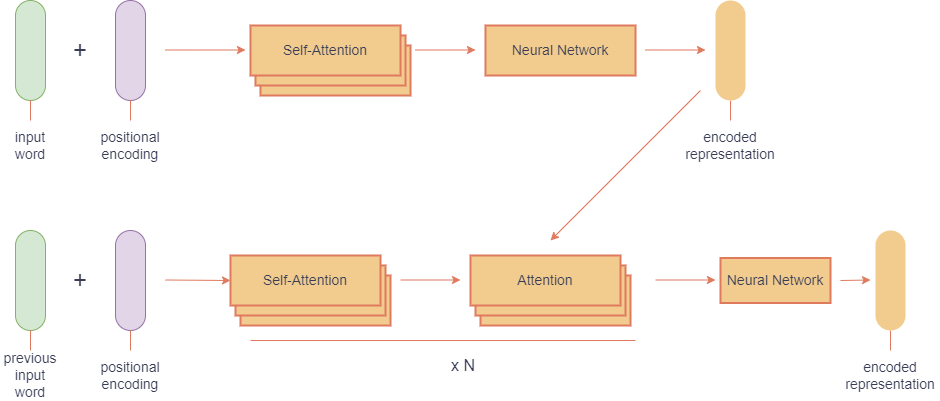 +
Self-Attention
Neural Network
input
word
positional
encoding
encoded
representation
+
Self-Attention
Attention
Neural Network
previous
input
word
positional
encoding
x N
encoded
representation